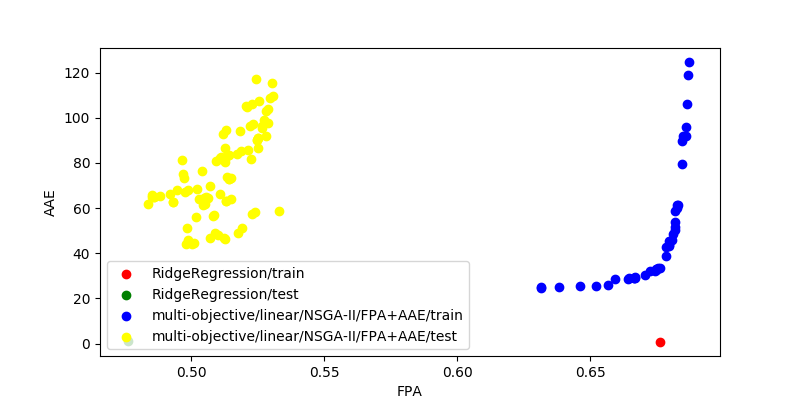 120
100
80
60
40
20
0
AAE
RidgeRegression/train
RidgeRegression/test
multi-objective/linear/NSGA-II/FPA+AAE/train
multi-objective/linear/NSGA-II/FPA+AAE/test
0.50 0.55 0.60 0.65
FPA